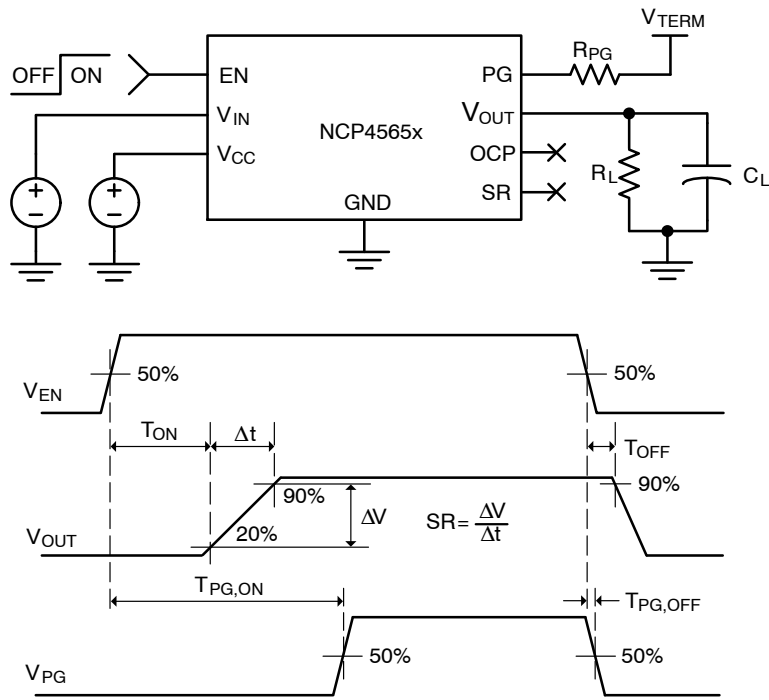 V_TERM
R_PG
OFF ON
EN
PG
V_IN
V_OUT
NCP4565x
V_CC
OCP
R_L
C_L
SR
GND
+
−
+
−
V_EN
50%
50%
T_ON
Δt
T_OFF
90%
90%
ΔV
SR= ΔV/Δt
20%
V_OUT
T_PG,ON
T_PG,OFF
V_PG
50%
50%